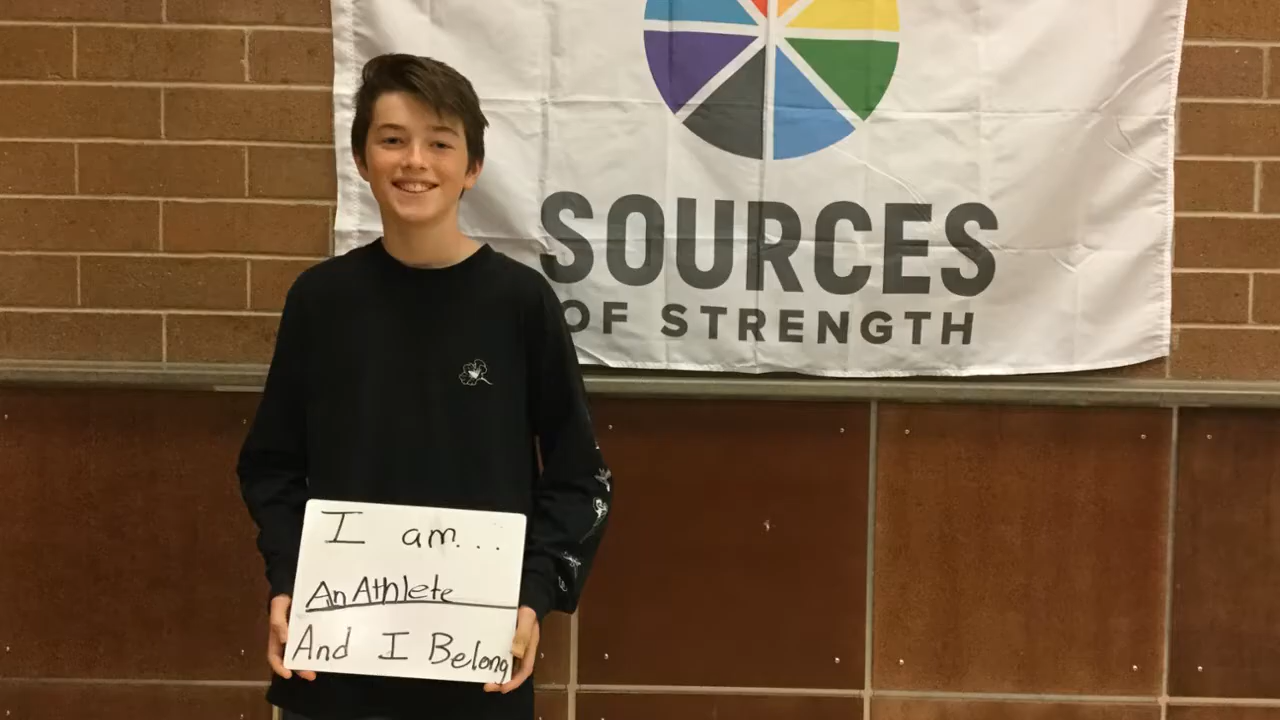 SOURCES
OF STRENGTH
I am...
An Athlete
And I Belong